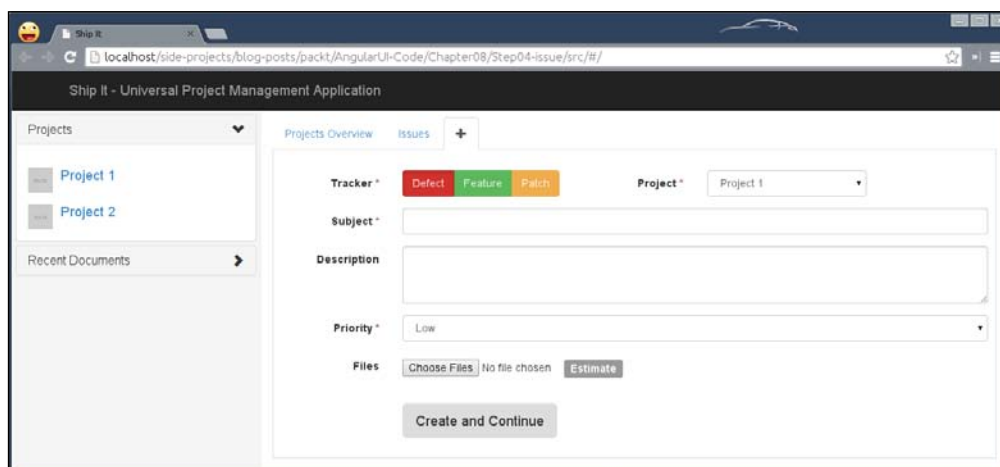 Ship It
localhost/side-projects/blog-posts/packt/AngularUI-Code/Chapter08/Step04-issue/src/#/
Ship It - Universal Project Management Application
Projects
Projects Overview Issues +
Project 1
Project 2
Recent Documents
Tracker * Defect Feature Patch Project * Project 1
Subject *
Description
Priority * Low
Files Choose Files No file chosen Estimate
Create and Continue